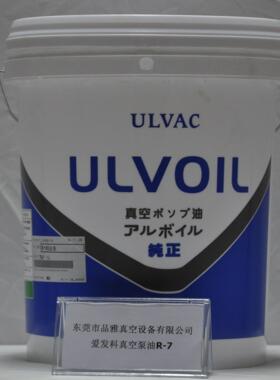 ULVAC
ULVOIL
真空ポンプ油
アルボイル
純正
东莞市品雅真空设备有限公司
爱发科真空泵油R-7